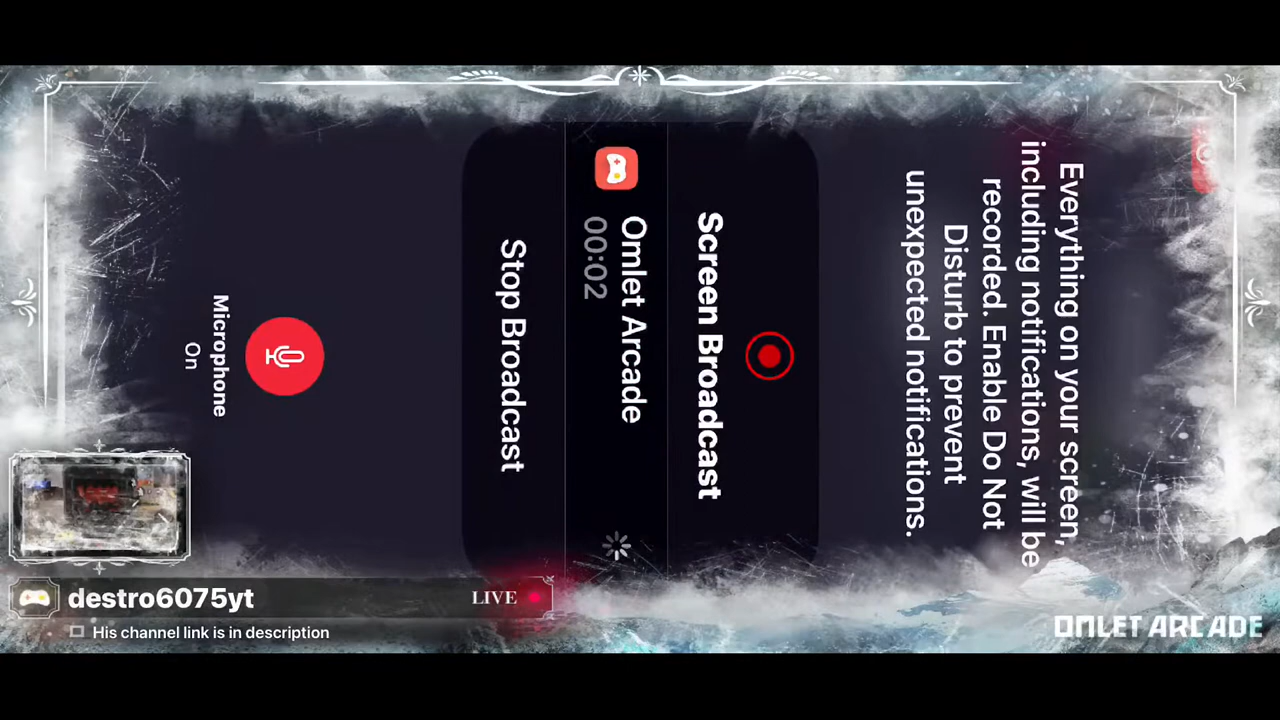 Everything on your screen,
including notifications, will be
recorded. Enable Do Not
Disturb to prevent
unexpected notifications.
Screen Broadcast
Omlet Arcade
00:02
Stop Broadcast
Microphone
On
destro6075yt
LIVE
His channel link is in description
OMLET ARCADE